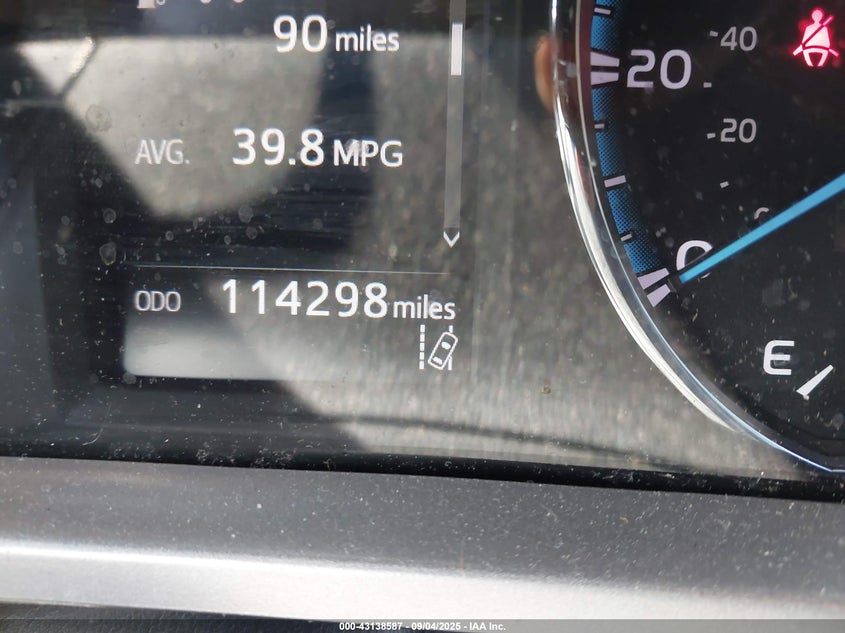 90 miles
AVG. 39.8 MPG
ODO 114298 miles
-40
20
-20
0
E
000-43138587 - 09/04/2025 - IAA Inc.